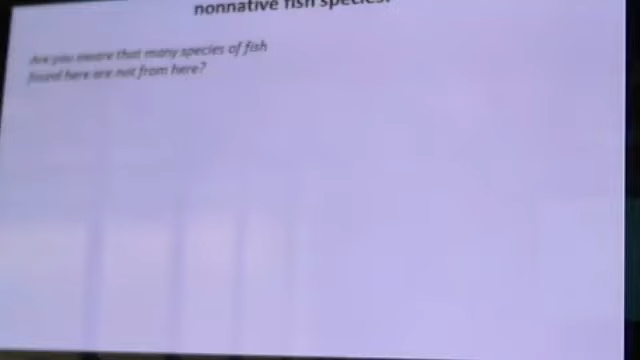 nonnative fish species.
Are you aware that many species of fish
found here are not from here?